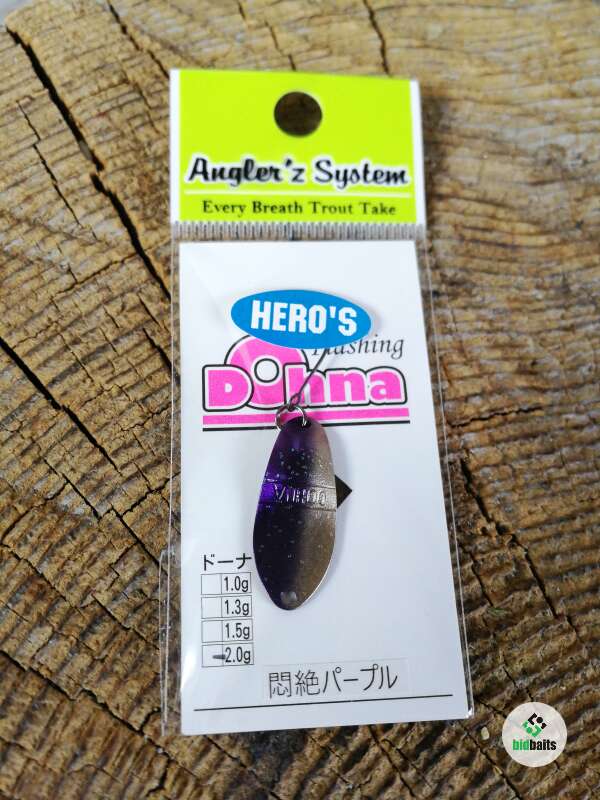 Angler'z System
Every Breath Trout Take
HERO'S
Flashing
Dohna
ドーナ
1.0g
1.3g
1.5g
2.0g
悶絶パープル
bidbaits